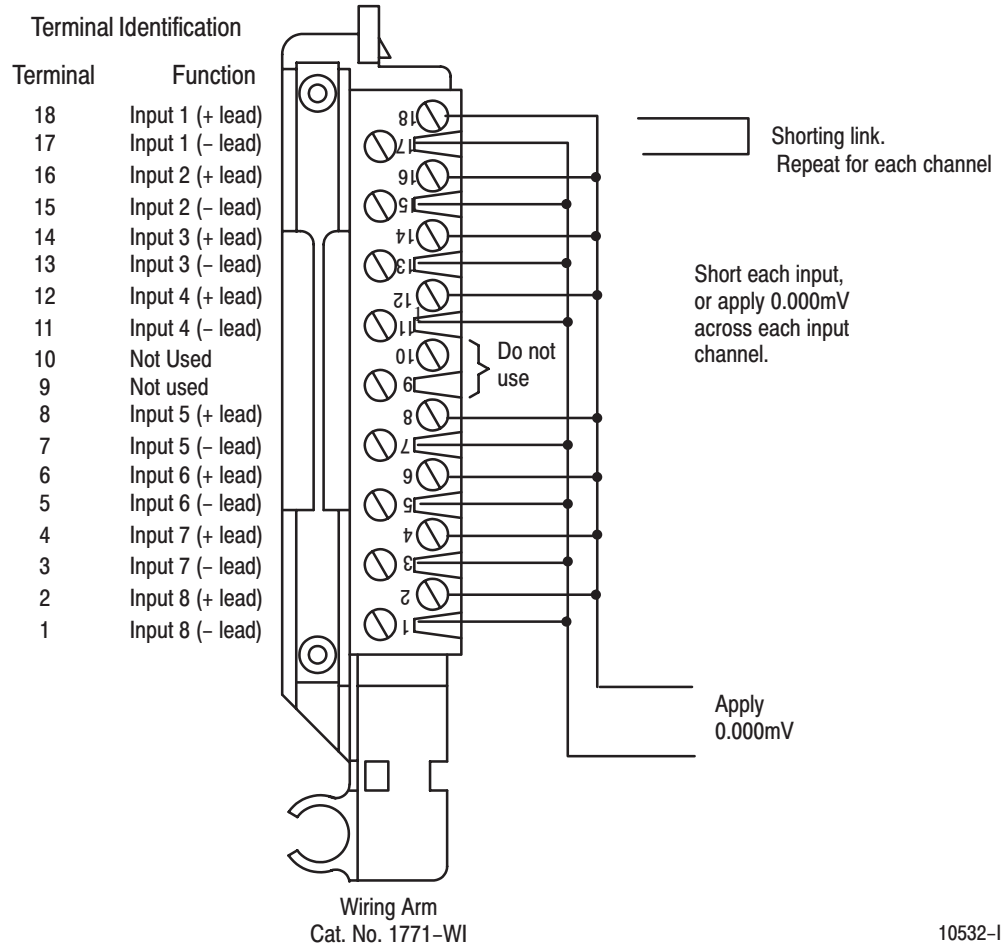 Terminal Identification
Terminal Function
18 Input 1 (+ lead)
17 Input 1 (– lead)
16 Input 2 (+ lead)
15 Input 2 (– lead)
14 Input 3 (+ lead)
13 Input 3 (– lead)
12 Input 4 (+ lead)
11 Input 4 (– lead)
10 Not Used
9 Not used
8 Input 5 (+ lead)
7 Input 5 (– lead)
6 Input 6 (+ lead)
5 Input 6 (– lead)
4 Input 7 (+ lead)
3 Input 7 (– lead)
2 Input 8 (+ lead)
1 Input 8 (– lead)
18
17
16
15
14
13
12
11
10
9
8
7
6
5
4
3
2
1
Do not
use
Shorting link.
Repeat for each channel
Short each input,
or apply 0.000mV
across each input
channel.
Apply
0.000mV
Wiring Arm
Cat. No. 1771–WI
10532–I